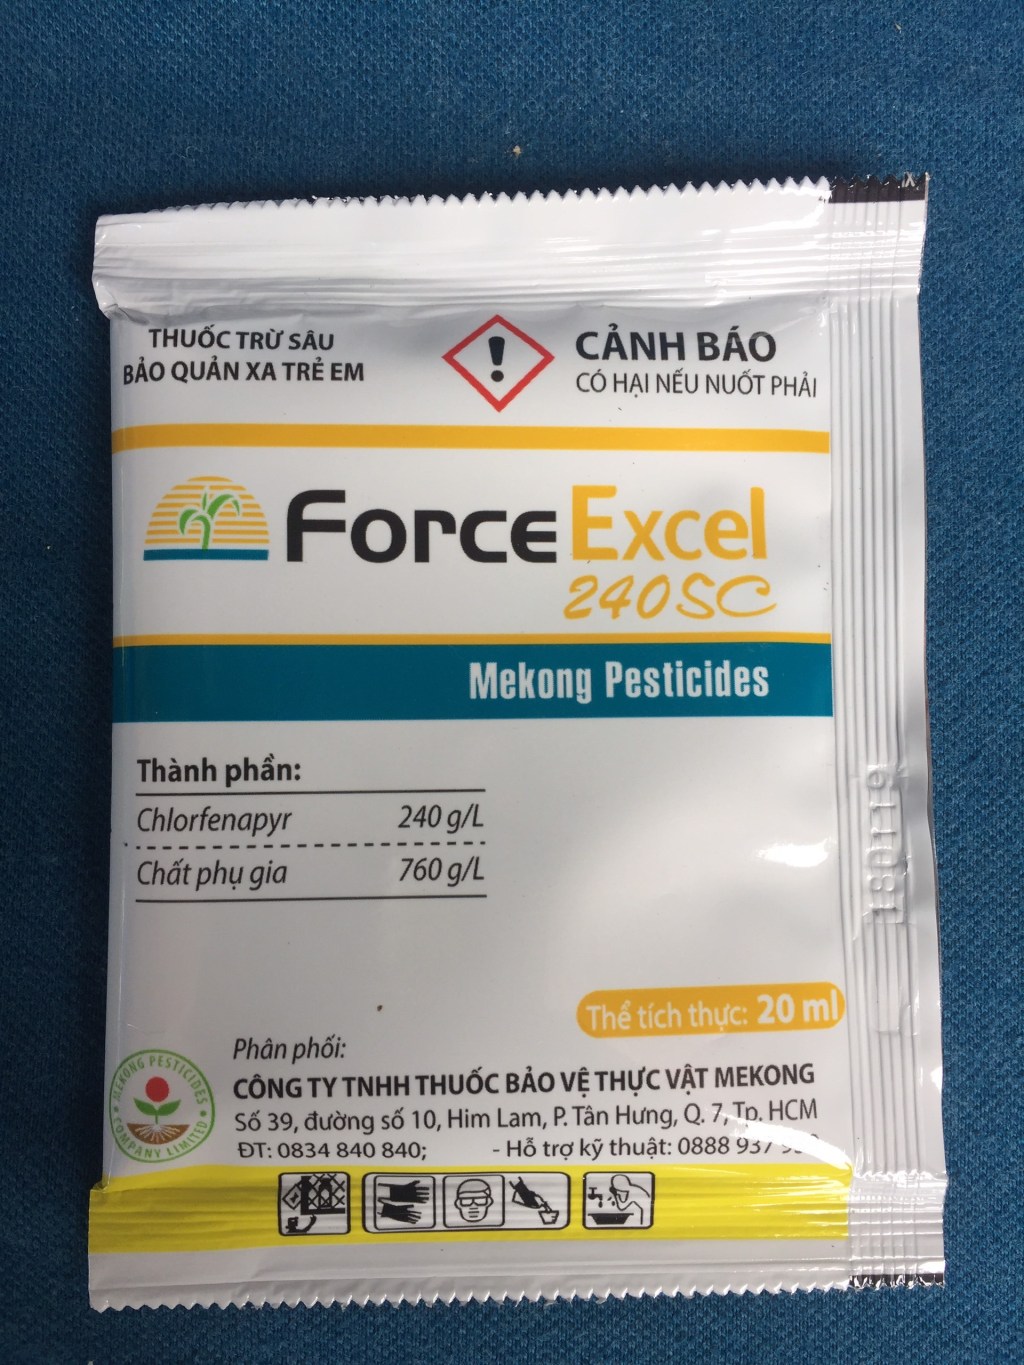 THUỐC TRỪ SÂU
BẢO QUẢN XA TRẺ EM
CẢNH BÁO
CÓ HẠI NẾU NUỐT PHẢI
Force Excel
240SC
Mekong Pesticides
Thành phần:
Chlorfenapyr 240 g/L
Chất phụ gia 760 g/L
Thể tích thực: 20 ml
Phân phối:
CÔNG TY TNHH THUỐC BẢO VỆ THỰC VẬT MEKONG
Số 39, đường số 10, Him Lam, P. Tân Hưng, Q. 7, Tp. HCM
ĐT: 0834 840 840; - Hỗ trợ kỹ thuật: 0888 937
MEKONG PESTICIDES
COMPANY LIMITED